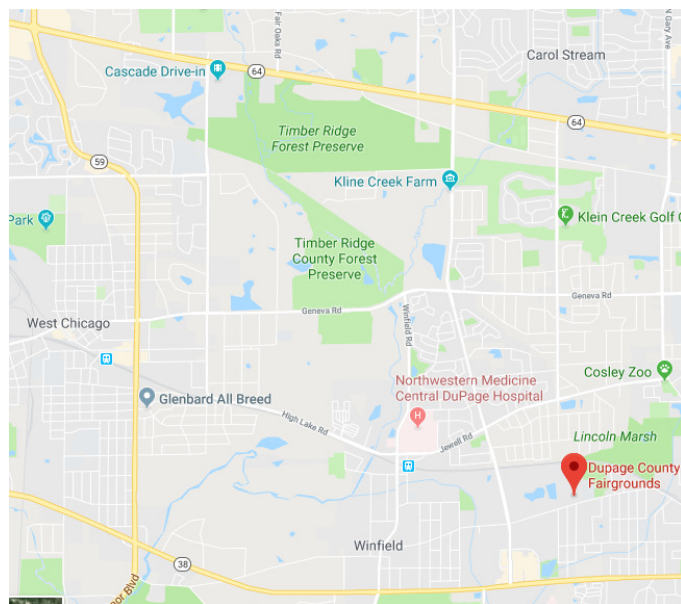 Fair Oaks Rd
N Gary Ave
Carol Stream
Cascade Drive-in
64
64
Timber Ridge
Forest Preserve
59
Kline Creek Farm
Park
Klein Creek Golf C
Timber Ridge
County Forest
Preserve
Geneva Rd
Geneva Rd
Winfield Rd
West Chicago
Cosley Zoo
Northwestern Medicine
Central DuPage Hospital
Glenbard All Breed
High Lake Rd
H
Jewell Rd
Lincoln Marsh
Dupage County
Fairgrounds
Winfield
38
nor Blvd